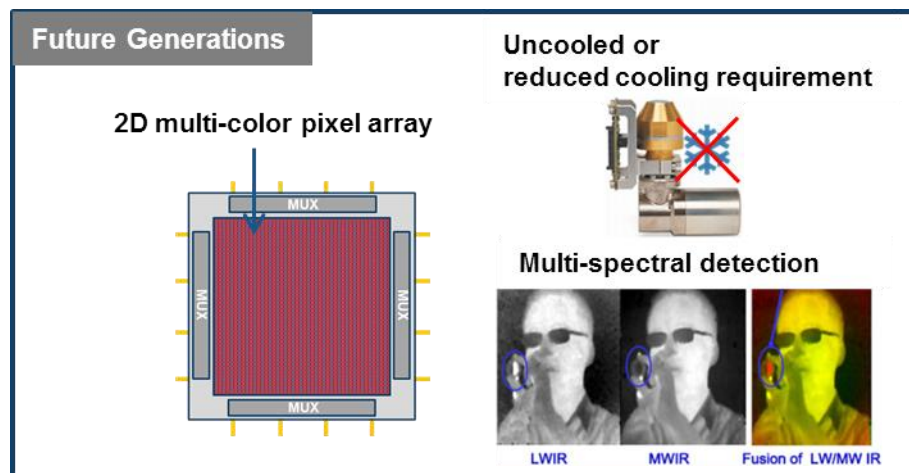 Future Generations
2D multi-color pixel array
MUX
MUX
MUX
MUX
Uncooled or
reduced cooling requirement
Multi-spectral detection
LWIR
MWIR
Fusion of LW/MW IR